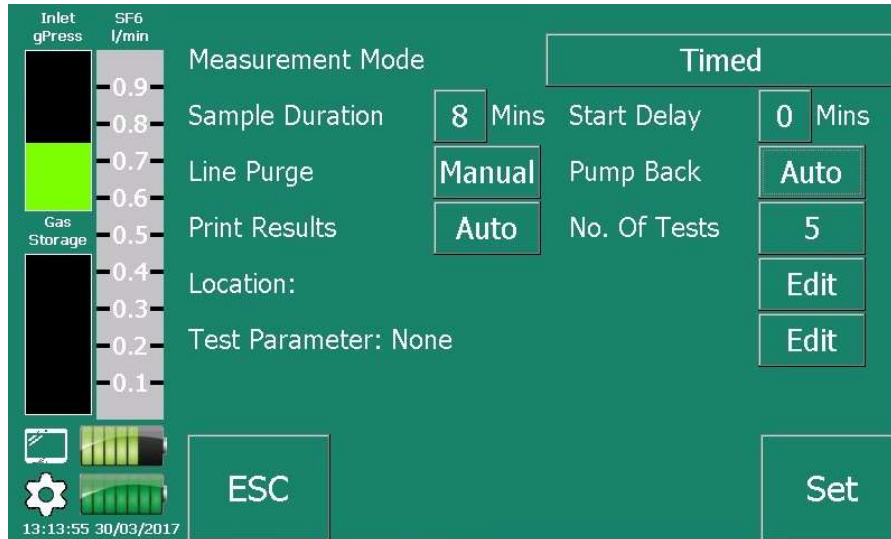 Inlet gPress
SF6 l/min
0.9
0.8
0.7
0.6
0.5
0.4
0.3
0.2
0.1
Gas Storage
Measurement Mode Timed
Sample Duration 8 Mins Start Delay 0 Mins
Line Purge Manual Pump Back Auto
Print Results Auto No. Of Tests 5
Location: Edit
Test Parameter: None Edit
ESC Set
13:13:55 30/03/2017